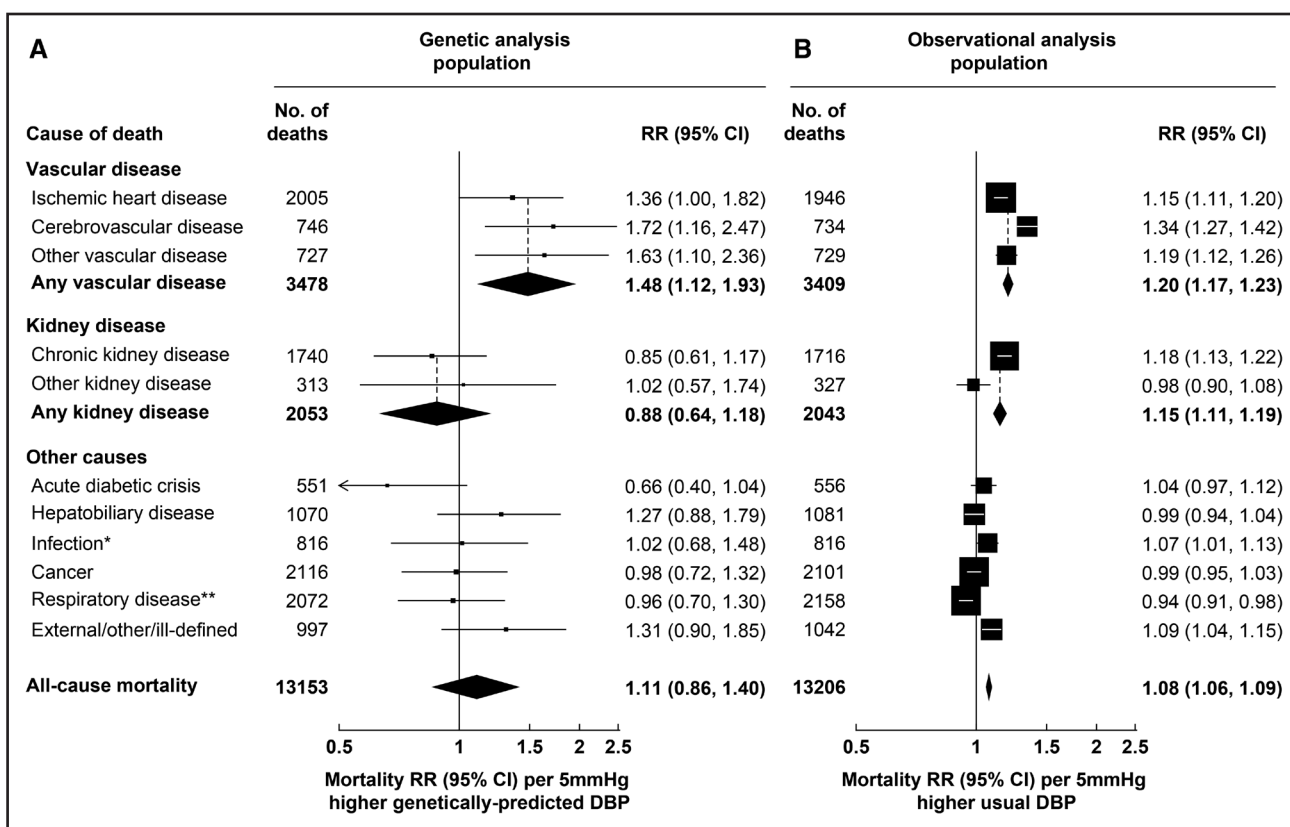 A Genetic analysis population B Observational analysis population
Cause of death No. of deaths RR (95% CI) No. of deaths RR (95% CI)
Vascular disease
Ischemic heart disease 2005 1.36 (1.00, 1.82) 1946 1.15 (1.11, 1.20)
Cerebrovascular disease 746 1.72 (1.16, 2.47) 734 1.34 (1.27, 1.42)
Other vascular disease 727 1.63 (1.10, 2.36) 729 1.19 (1.12, 1.26)
Any vascular disease 3478 1.48 (1.12, 1.93) 3409 1.20 (1.17, 1.23)
Kidney disease
Chronic kidney disease 1740 0.85 (0.61, 1.17) 1716 1.18 (1.13, 1.22)
Other kidney disease 313 1.02 (0.57, 1.74) 327 0.98 (0.90, 1.08)
Any kidney disease 2053 0.88 (0.64, 1.18) 2043 1.15 (1.11, 1.19)
Other causes
Acute diabetic crisis 551 0.66 (0.40, 1.04) 556 1.04 (0.97, 1.12)
Hepatobiliary disease 1070 1.27 (0.88, 1.79) 1081 0.99 (0.94, 1.04)
Infection* 816 1.02 (0.68, 1.48) 816 1.07 (1.01, 1.13)
Cancer 2116 0.98 (0.72, 1.32) 2101 0.99 (0.95, 1.03)
Respiratory disease** 2072 0.96 (0.70, 1.30) 2158 0.94 (0.91, 0.98)
External/other/ill-defined 997 1.31 (0.90, 1.85) 1042 1.09 (1.04, 1.15)
All-cause mortality 13153 1.11 (0.86, 1.40) 13206 1.08 (1.06, 1.09)
0.5 1 1.5 2 2.5 0.5 1 1.5 2 2.5
Mortality RR (95% CI) per 5mmHg
higher genetically-predicted DBP
Mortality RR (95% CI) per 5mmHg
higher usual DBP